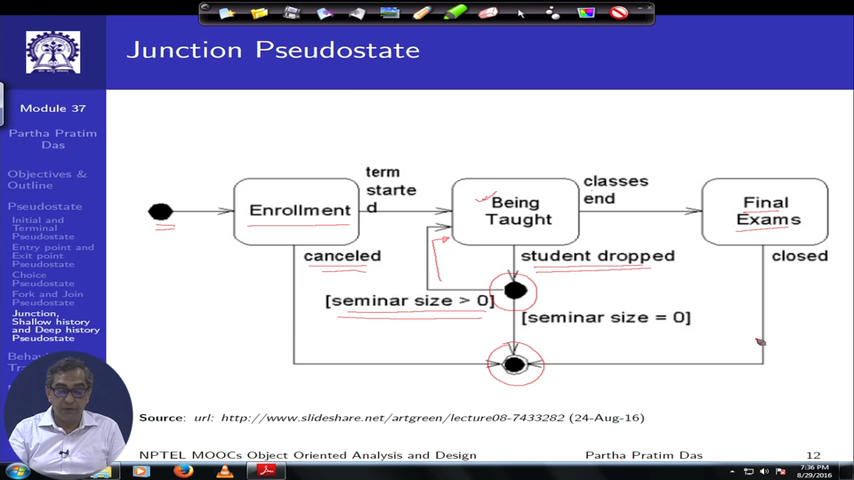 Junction Pseudostate
Module 37
Partha Pratim
Das
Objectives &
Outline
Pseudostate
Initial and
Terminal
Pseudostate
Entry point and
Exit point
Pseudostate
Choice
Pseudostate
Fork and Join
Pseudostate
Junction,
Shallow history
and Deep history
Pseudostate
term
starte
d
Enrollment
Being
Taught
classes
end
Final
Exams
canceled
student dropped
closed
[seminar size > 0]
[seminar size = 0]
Source: url: http://www.slideshare.net/artgreen/lecture08-7433282 (24-Aug-16)
NPTEL MOOCs Object Oriented Analysis and Design Partha Pratim Das 12
7:36 PM
8/29/2016